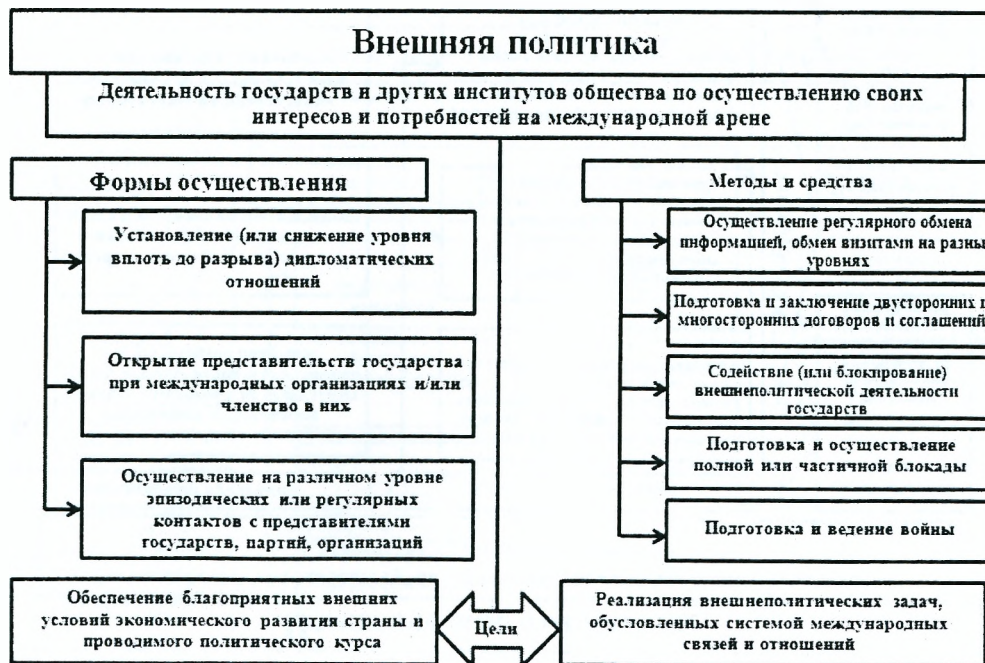 Внешняя политика
Деятельность государств и других институтов общества по осуществлению своих
интересов и потребностей на международной арене
Формы осуществления
Установление (или снижение уровня
вплоть до разрыва) дипломатических
отношений
Открытие представительств государства
при международных организациях и/или
членство в них
Осуществление на различном уровне
эпизодических или регулярных
контактов с представителями
государств, партий, организаций
Методы и средства
Осуществление регулярного обмена
информацией, обмен визитами на разны
уровнях
Подготовка и заключение двусторонних и
многосторонних договоров и соглашений
Содействие (или блокирование)
внешнеполитической деятельности
государств
Подготовка и осуществление
полной или частичной блокады
Подготовка и ведение войны
Обеспечение благоприятных внешних
условий экономического развития страны и
проводимого политического курса
Цели
Реализация внешнеполитических задач,
обусловленных системой международных
связей и отношений